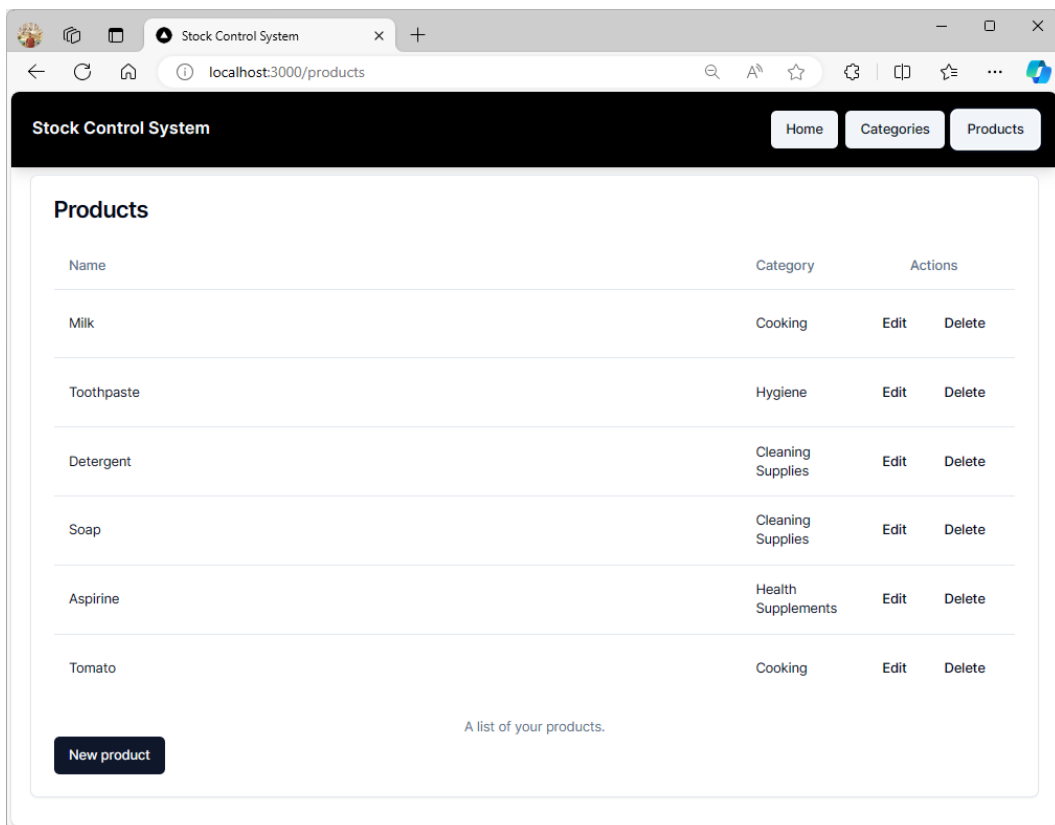 Stock Control System
localhost:3000/products
Stock Control System Home Categories Products
Products
Name Category Actions
Milk Cooking Edit Delete
Toothpaste Hygiene Edit Delete
Detergent Cleaning Supplies Edit Delete
Soap Cleaning Supplies Edit Delete
Aspirine Health Supplements Edit Delete
Tomato Cooking Edit Delete
A list of your products.
New product